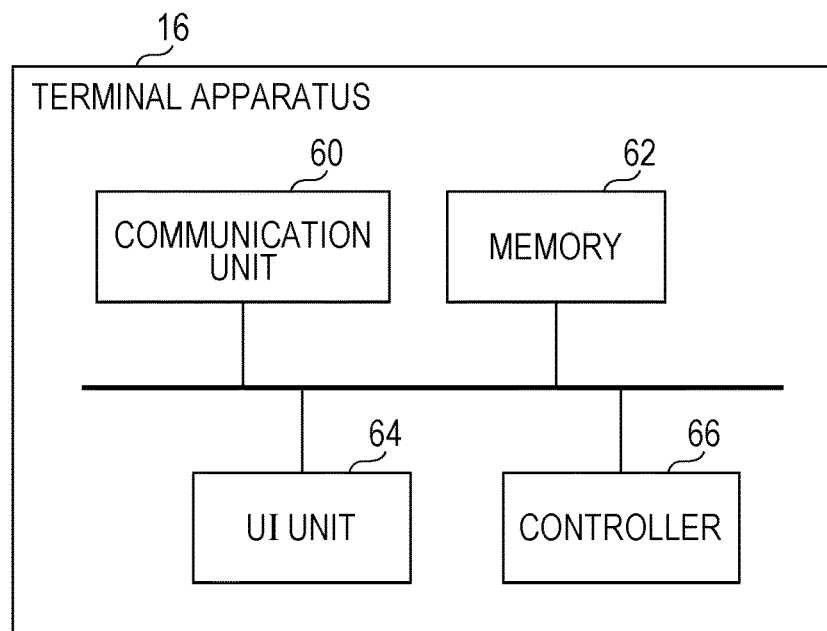 16
TERMINAL APPARATUS
60
62
COMMUNICATION
UNIT
MEMORY
64
66
UI UNIT
CONTROLLER